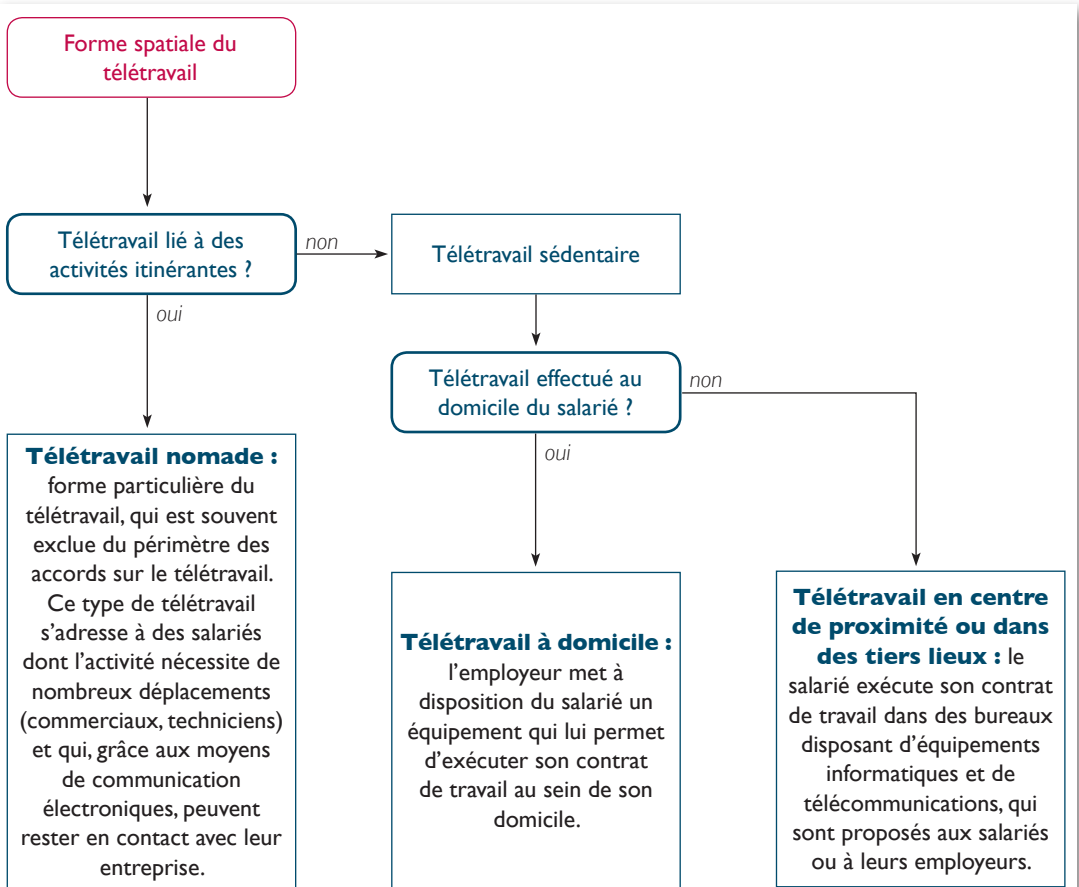 Forme spatiale du
télétravail
Télétravail lié à des
activités itinérantes ?
non
Télétravail sédentaire
oui
Télétravail effectué au
domicile du salarié ?
non
oui
Télétravail nomade :
forme particulière du
télétravail, qui est souvent
exclue du périmètre des
accords sur le télétravail.
Ce type de télétravail
s'adresse à des salariés
dont l'activité nécessite de
nombreux déplacements
(commerciaux, techniciens)
et qui, grâce aux moyens
de communication
électroniques, peuvent
rester en contact avec leur
entreprise.
Télétravail à domicile :
l'employeur met à
disposition du salarié un
équipement qui lui permet
d'exécuter son contrat
de travail au sein de son
domicile.
Télétravail en centre
de proximité ou dans
des tiers lieux : le
salarié exécute son contrat
de travail dans des bureaux
disposant d'équipements
informatiques et de
télécommunications, qui
sont proposés aux salariés
ou à leurs employeurs.